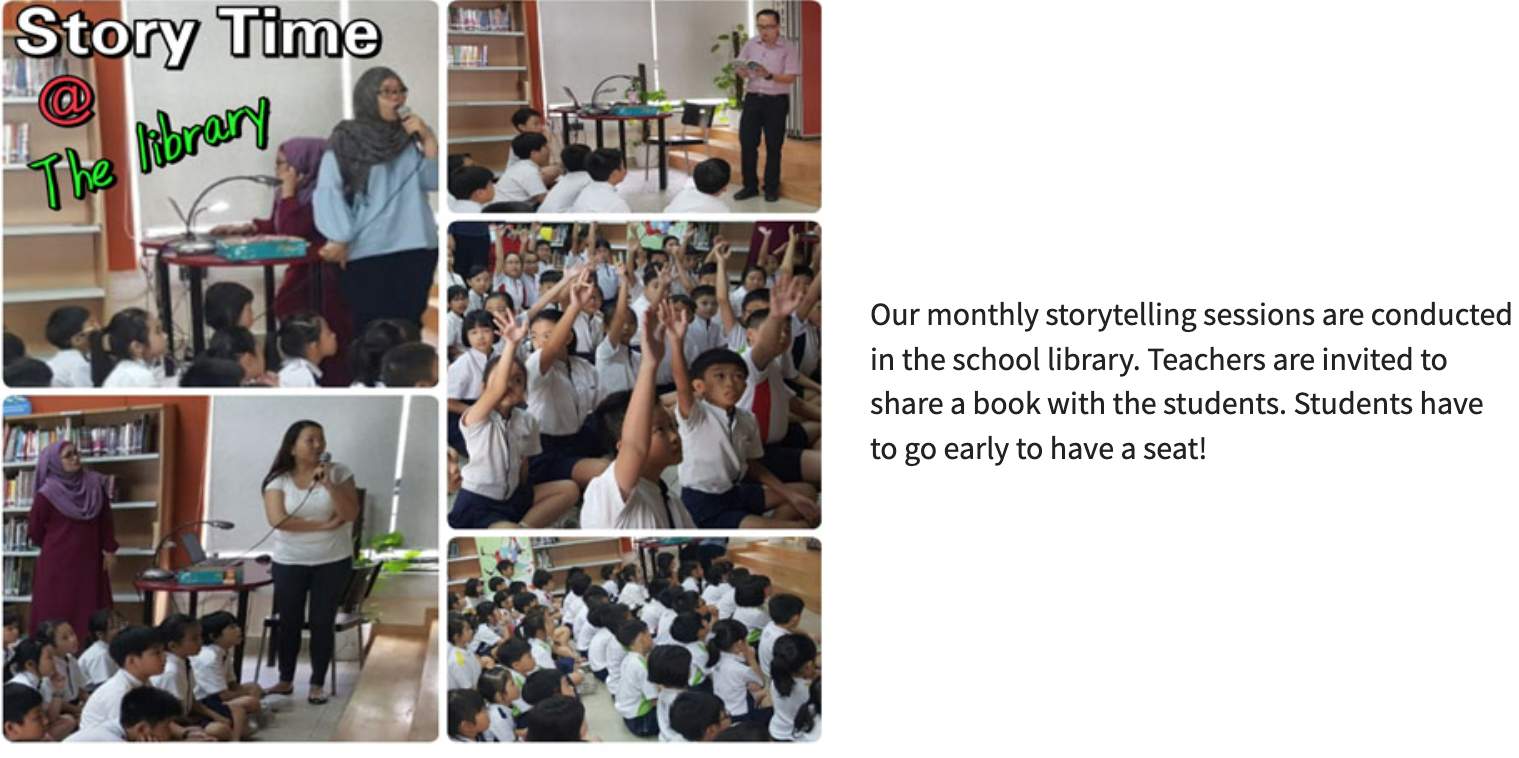 Story Time
@
The library
Our monthly storytelling sessions are conducted
in the school library. Teachers are invited to
share a book with the students. Students have
to go early to have a seat!